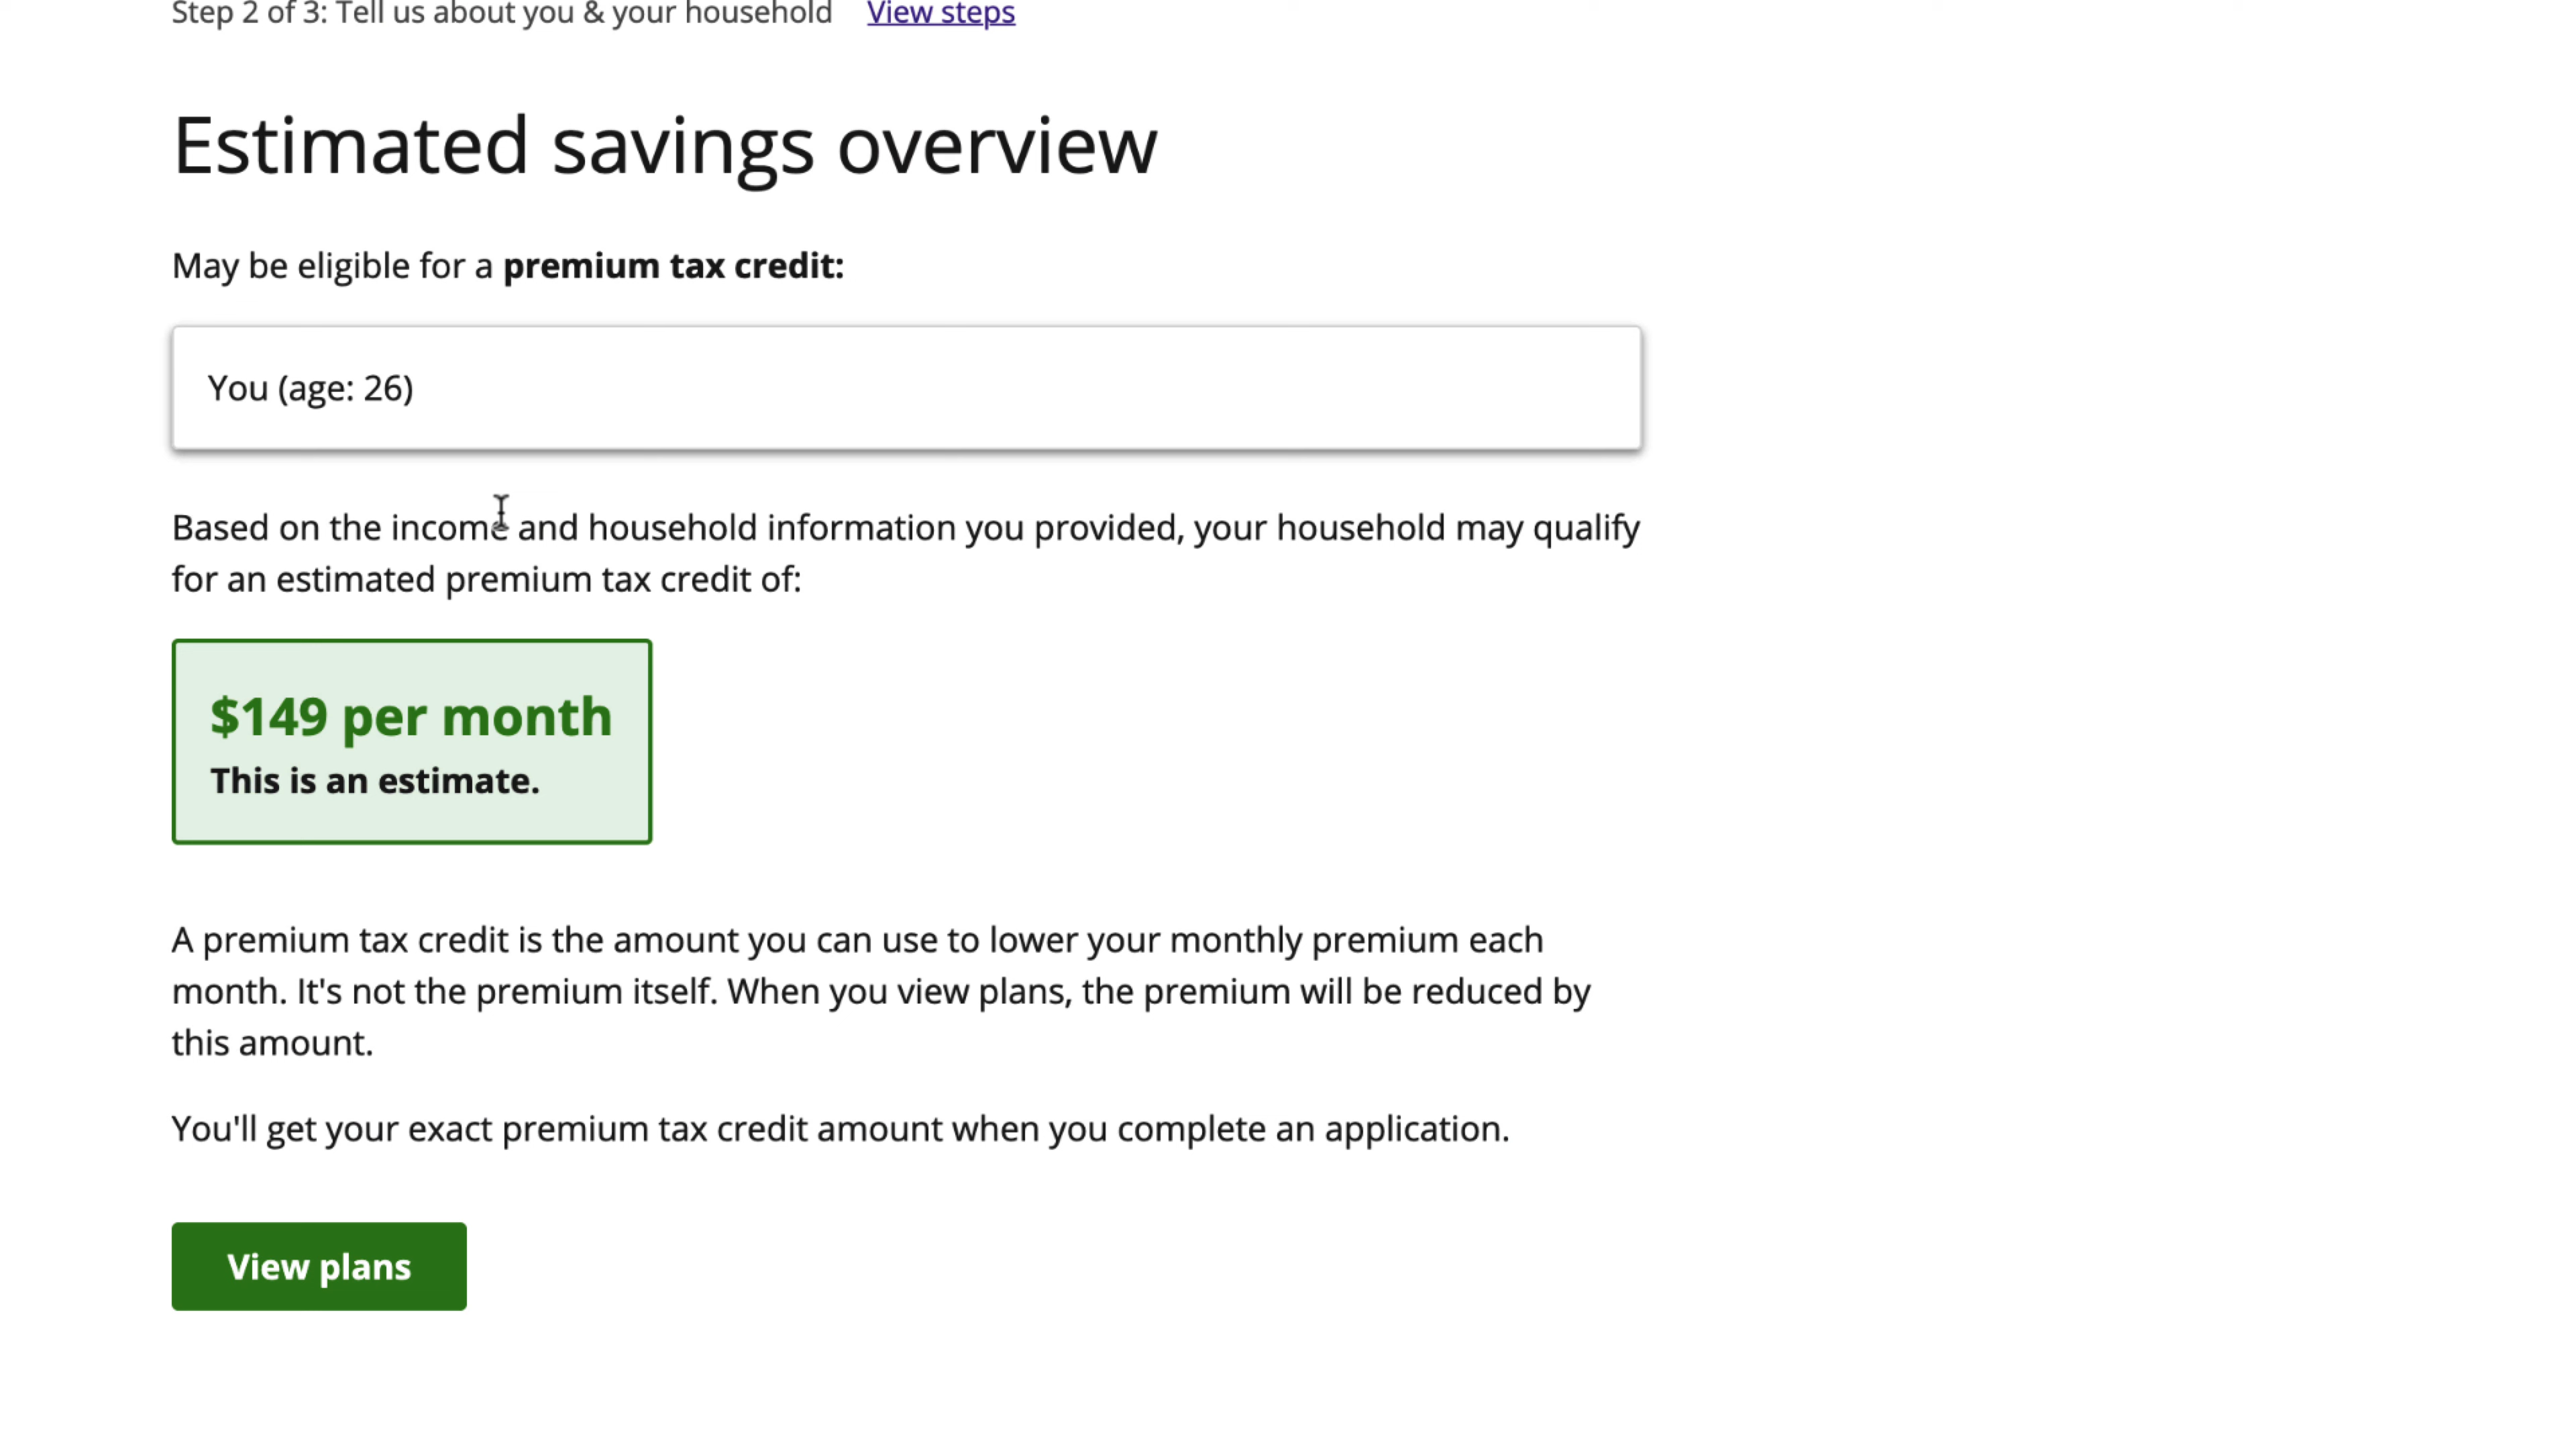 Step 2 of 3: Tell us about you & your household View steps
Estimated savings overview
May be eligible for a premium tax credit:
You (age: 26)
Based on the income and household information you provided, your household may qualify
for an estimated premium tax credit of:
$149 per month
This is an estimate.
A premium tax credit is the amount you can use to lower your monthly premium each
month. It's not the premium itself. When you view plans, the premium will be reduced by
this amount.
You'll get your exact premium tax credit amount when you complete an application.
View plans